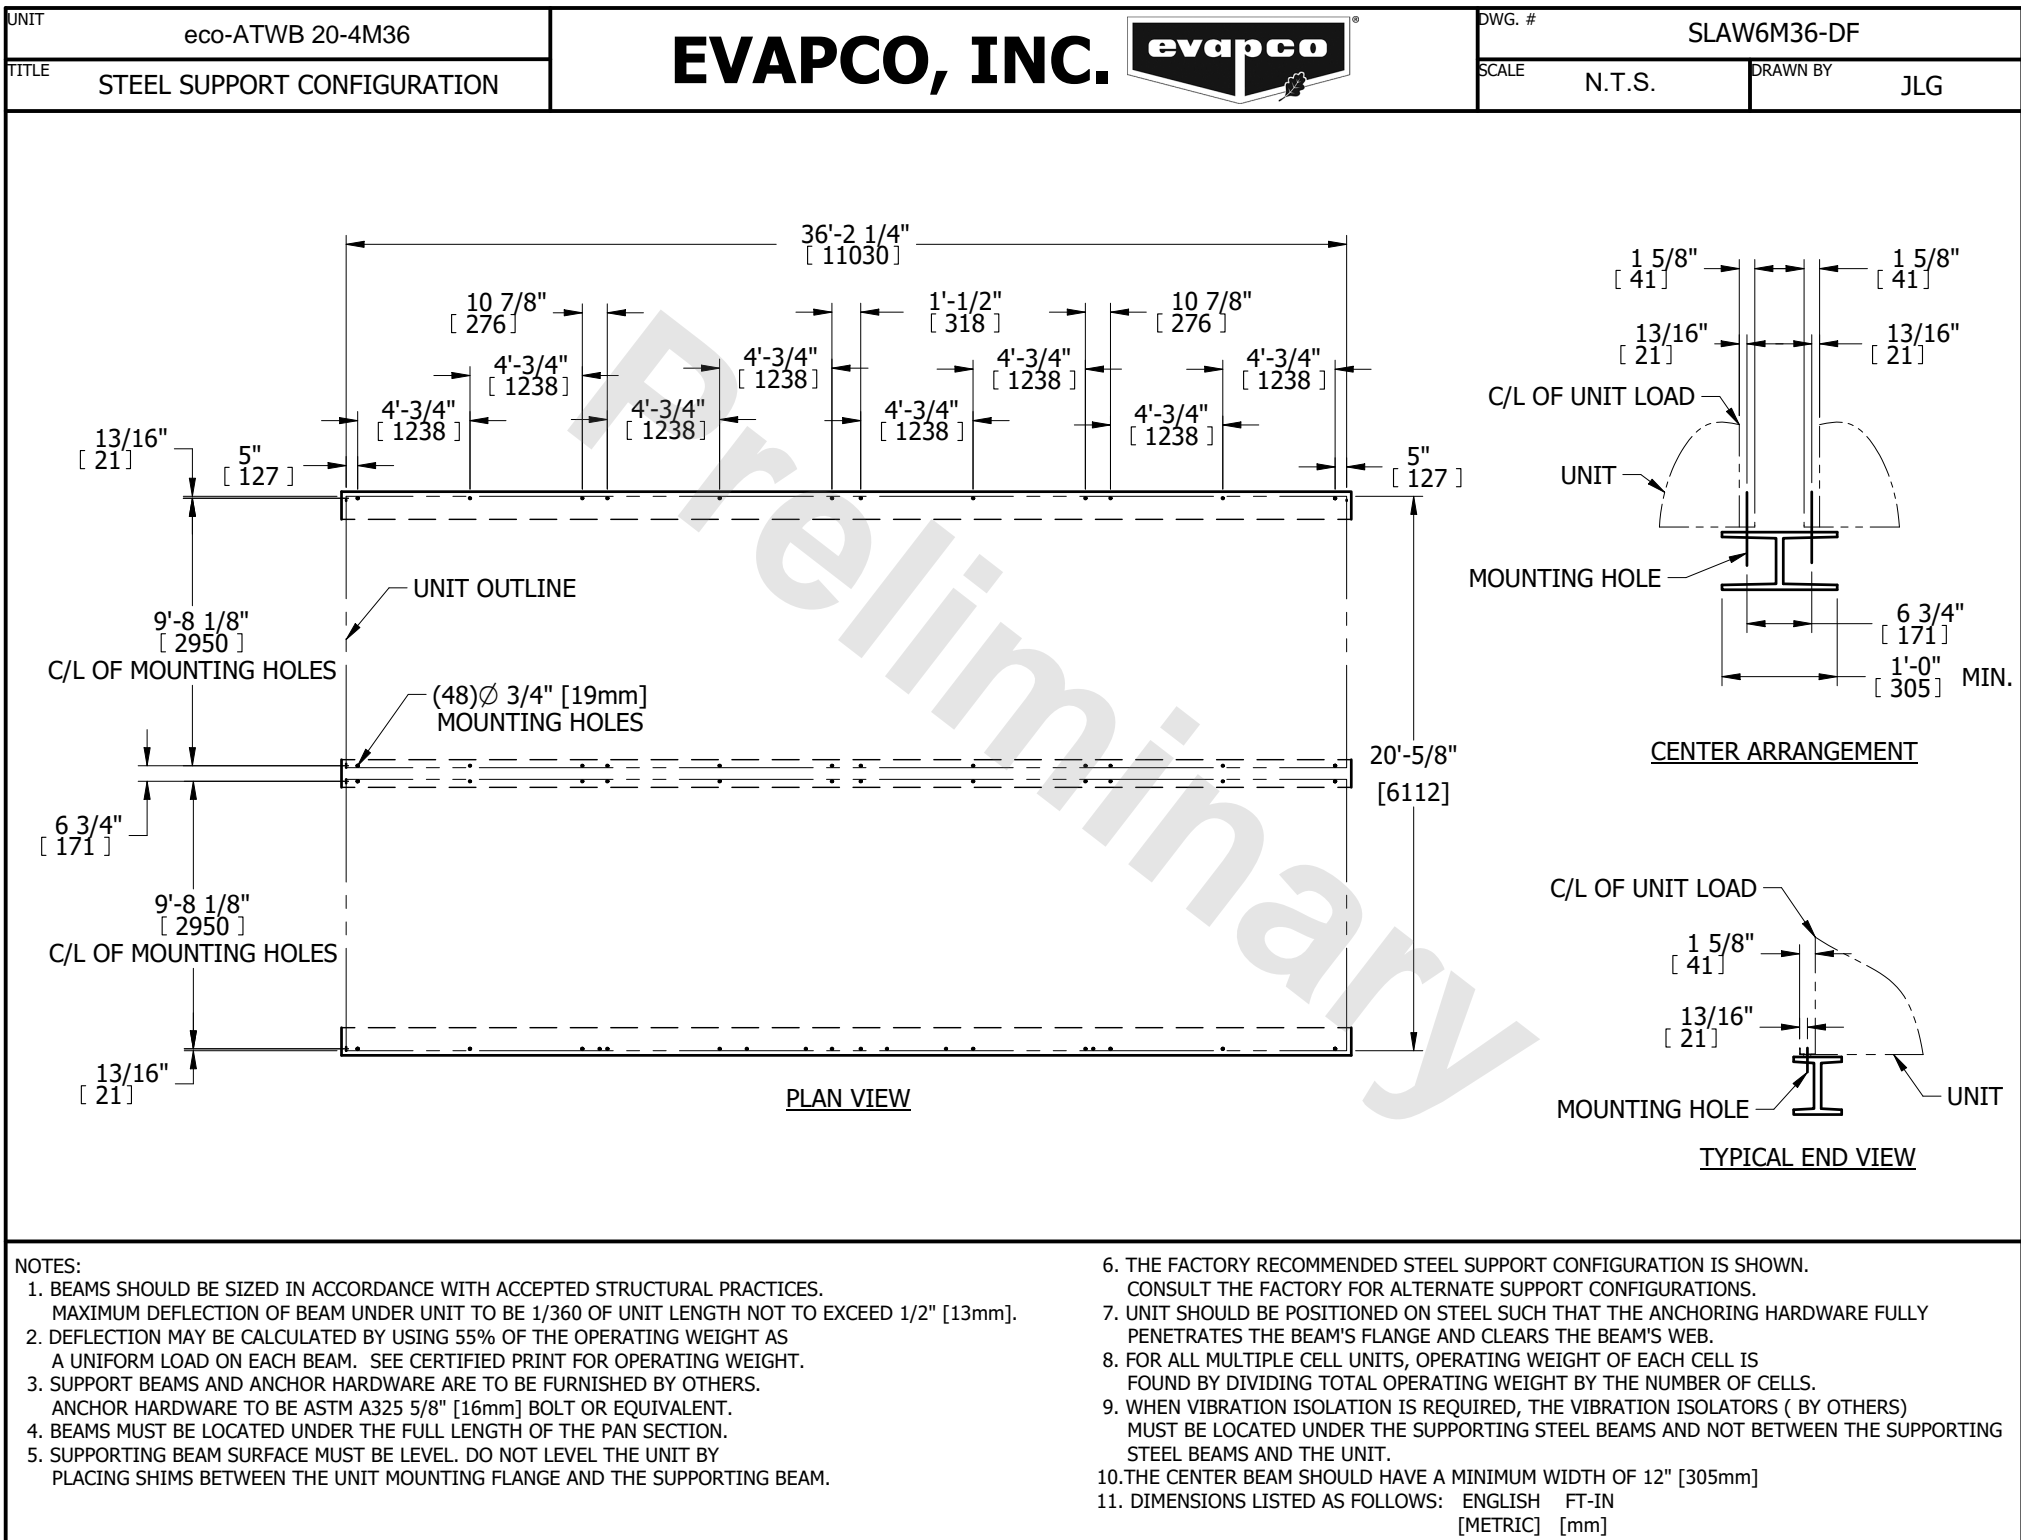 UNIT
eco-ATWB 20-4M36
TITLE
STEEL SUPPORT CONFIGURATION
EVAPCO, INC.
evapco®
DWG. #
SLAW6M36-DF
SCALE
N.T.S.
DRAWN BY
JLG
36'-2 1/4"
[ 11030 ]
10 7/8"
[ 276 ]
1'-1/2"
[ 318 ]
10 7/8"
[ 276 ]
4'-3/4"
[ 1238 ]
4'-3/4"
[ 1238 ]
4'-3/4"
[ 1238 ]
4'-3/4"
[ 1238 ]
4'-3/4"
[ 1238 ]
4'-3/4"
[ 1238 ]
4'-3/4"
[ 1238 ]
4'-3/4"
[ 1238 ]
13/16"
[ 21 ]
5"
[ 127 ]
5"
[ 127 ]
UNIT OUTLINE
9'-8 1/8"
[ 2950 ]
C/L OF MOUNTING HOLES
(48)Ø 3/4" [19mm]
MOUNTING HOLES
20'-5/8"
[6112]
6 3/4"
[ 171 ]
9'-8 1/8"
[ 2950 ]
C/L OF MOUNTING HOLES
13/16"
[ 21 ]
PLAN VIEW
Preliminary
1 5/8"
[ 41 ]
1 5/8"
[ 41 ]
13/16"
[ 21 ]
13/16"
[ 21 ]
C/L OF UNIT LOAD
UNIT
MOUNTING HOLE
6 3/4"
[ 171 ]
1'-0"
[ 305 ] MIN.
CENTER ARRANGEMENT
C/L OF UNIT LOAD
1 5/8"
[ 41 ]
13/16"
[ 21 ]
MOUNTING HOLE
UNIT
TYPICAL END VIEW
NOTES:
1. BEAMS SHOULD BE SIZED IN ACCORDANCE WITH ACCEPTED STRUCTURAL PRACTICES.
MAXIMUM DEFLECTION OF BEAM UNDER UNIT TO BE 1/360 OF UNIT LENGTH NOT TO EXCEED 1/2" [13mm].
2. DEFLECTION MAY BE CALCULATED BY USING 55% OF THE OPERATING WEIGHT AS
A UNIFORM LOAD ON EACH BEAM. SEE CERTIFIED PRINT FOR OPERATING WEIGHT.
3. SUPPORT BEAMS AND ANCHOR HARDWARE ARE TO BE FURNISHED BY OTHERS.
ANCHOR HARDWARE TO BE ASTM A325 5/8" [16mm] BOLT OR EQUIVALENT.
4. BEAMS MUST BE LOCATED UNDER THE FULL LENGTH OF THE PAN SECTION.
5. SUPPORTING BEAM SURFACE MUST BE LEVEL. DO NOT LEVEL THE UNIT BY
PLACING SHIMS BETWEEN THE UNIT MOUNTING FLANGE AND THE SUPPORTING BEAM.
6. THE FACTORY RECOMMENDED STEEL SUPPORT CONFIGURATION IS SHOWN.
CONSULT THE FACTORY FOR ALTERNATE SUPPORT CONFIGURATIONS.
7. UNIT SHOULD BE POSITIONED ON STEEL SUCH THAT THE ANCHORING HARDWARE FULLY
PENETRATES THE BEAM'S FLANGE AND CLEARS THE BEAM'S WEB.
8. FOR ALL MULTIPLE CELL UNITS, OPERATING WEIGHT OF EACH CELL IS
FOUND BY DIVIDING TOTAL OPERATING WEIGHT BY THE NUMBER OF CELLS.
9. WHEN VIBRATION ISOLATION IS REQUIRED, THE VIBRATION ISOLATORS ( BY OTHERS)
MUST BE LOCATED UNDER THE SUPPORTING STEEL BEAMS AND NOT BETWEEN THE SUPPORTING
STEEL BEAMS AND THE UNIT.
10.THE CENTER BEAM SHOULD HAVE A MINIMUM WIDTH OF 12" [305mm]
11. DIMENSIONS LISTED AS FOLLOWS: ENGLISH FT-IN
[METRIC] [mm]